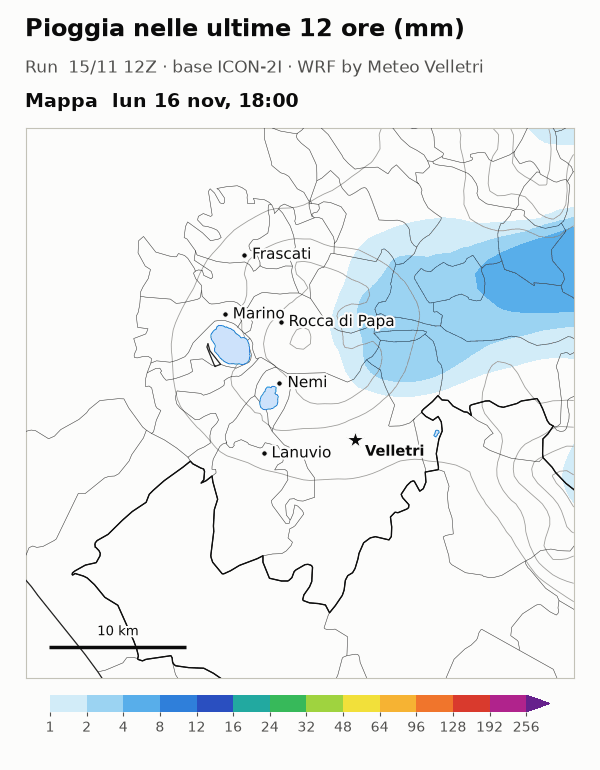 Pioggia nelle ultime 12 ore (mm)
Run  15/11 12Z · base ICON-2I · WRF by Meteo Velletri
Mappa  lun 16 nov, 18:00
Frascati
Marino
Rocca di Papa
Nemi
Velletri
Lanuvio
10 km
1 2 4 8 12 16 24 32 48 64 96 128 192 256